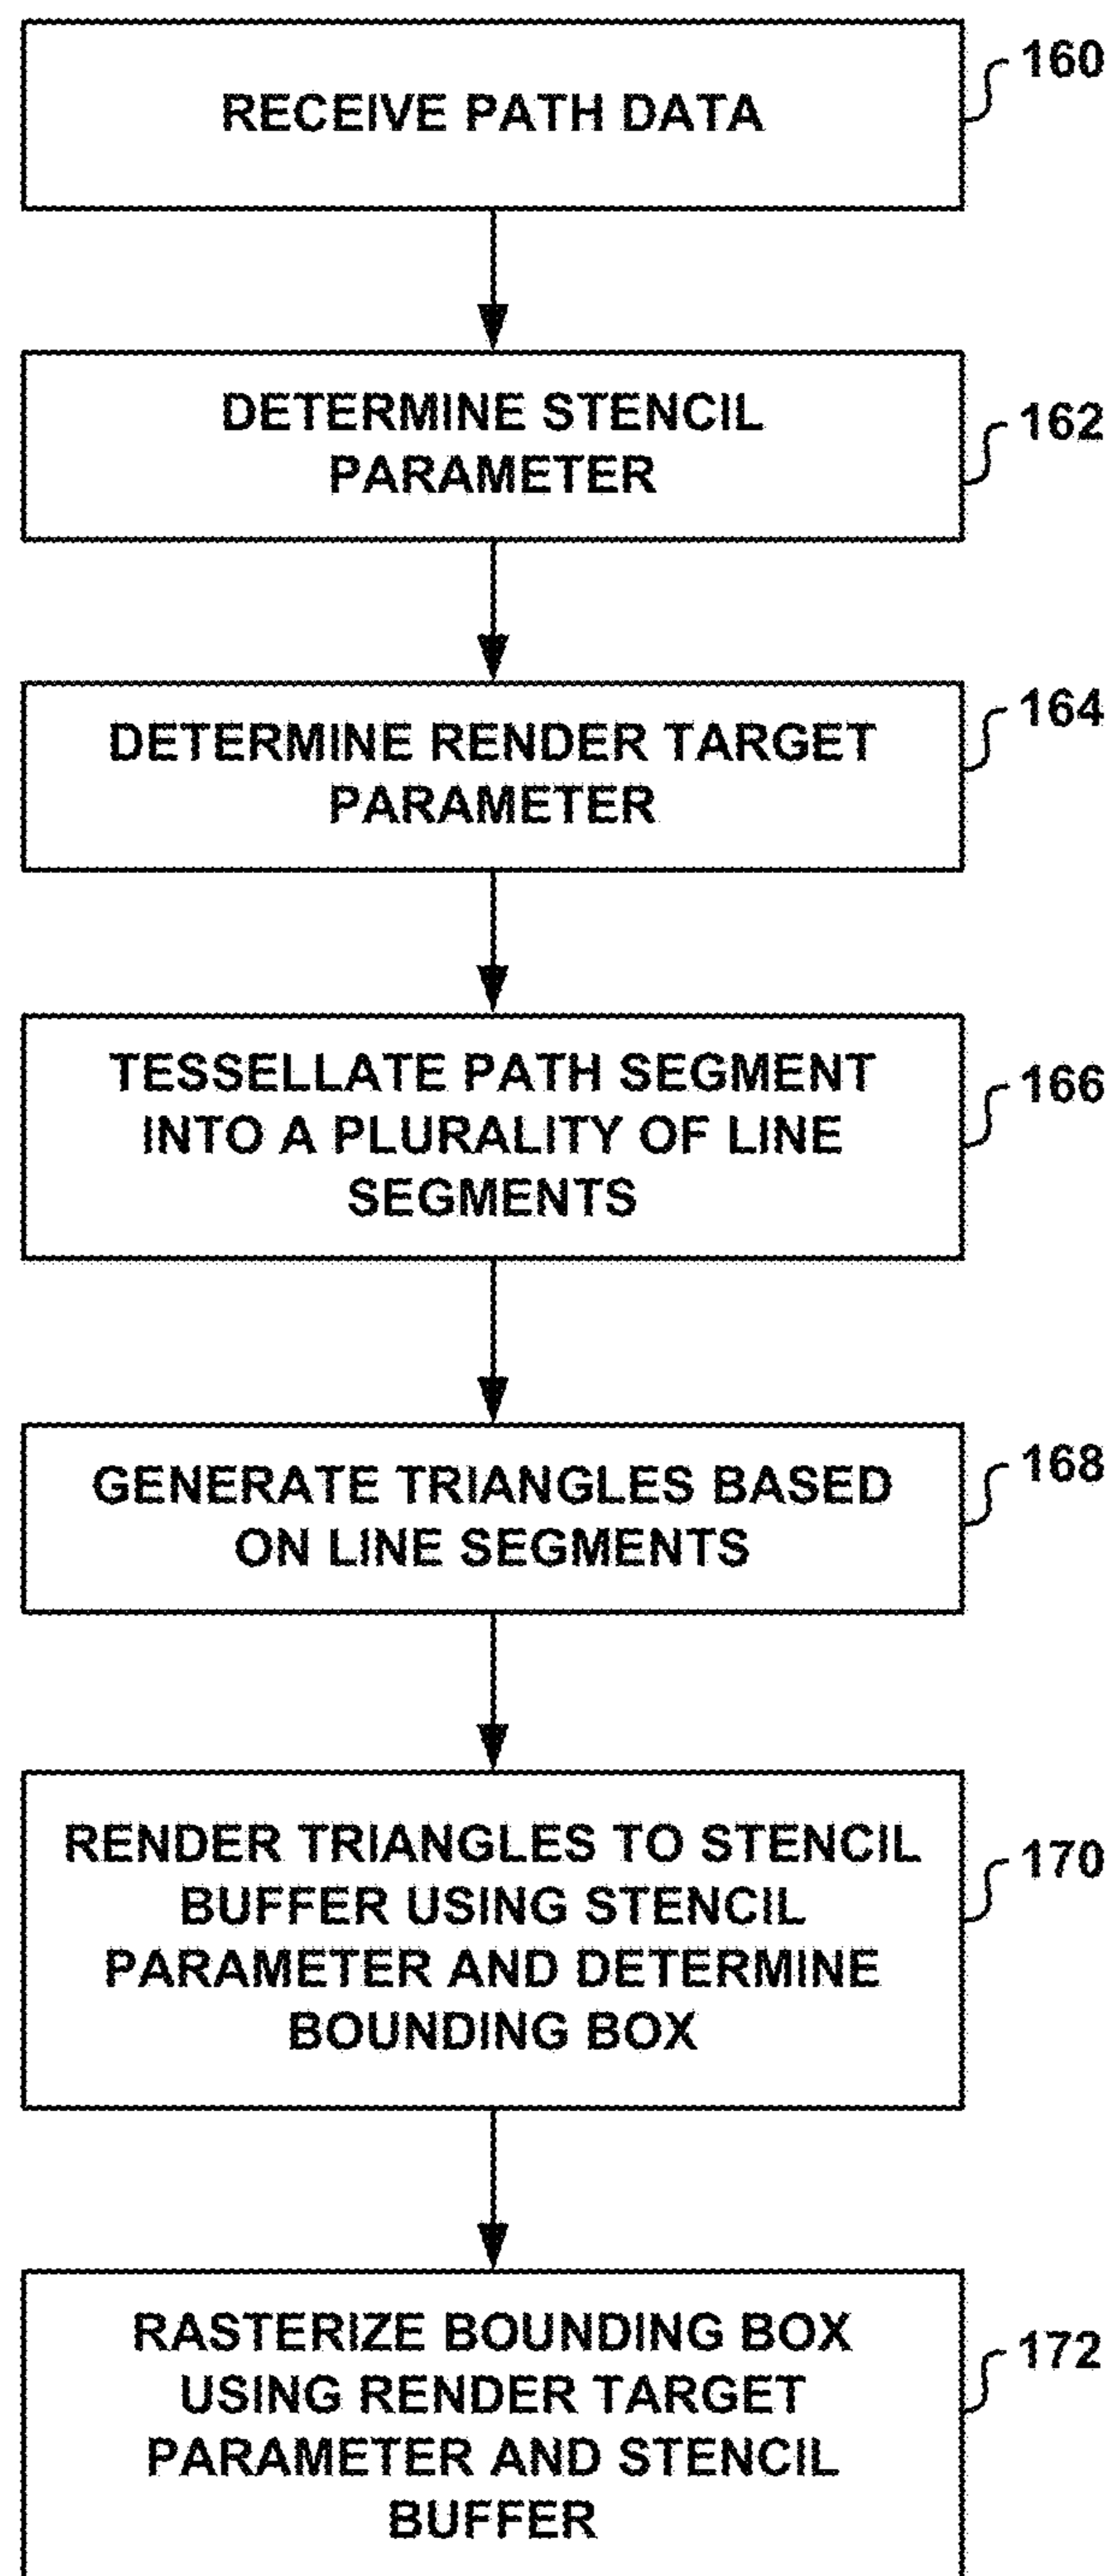 160
RECEIVE PATH DATA
162
DETERMINE STENCIL
PARAMETER
164
DETERMINE RENDER TARGET
PARAMETER
166
TESSELLATE PATH SEGMENT
INTO A PLURALITY OF LINE
SEGMENTS
168
GENERATE TRIANGLES BASED
ON LINE SEGMENTS
170
RENDER TRIANGLES TO STENCIL
BUFFER USING STENCIL
PARAMETER AND DETERMINE
BOUNDING BOX
172
RASTERIZE BOUNDING BOX
USING RENDER TARGET
PARAMETER AND STENCIL
BUFFER